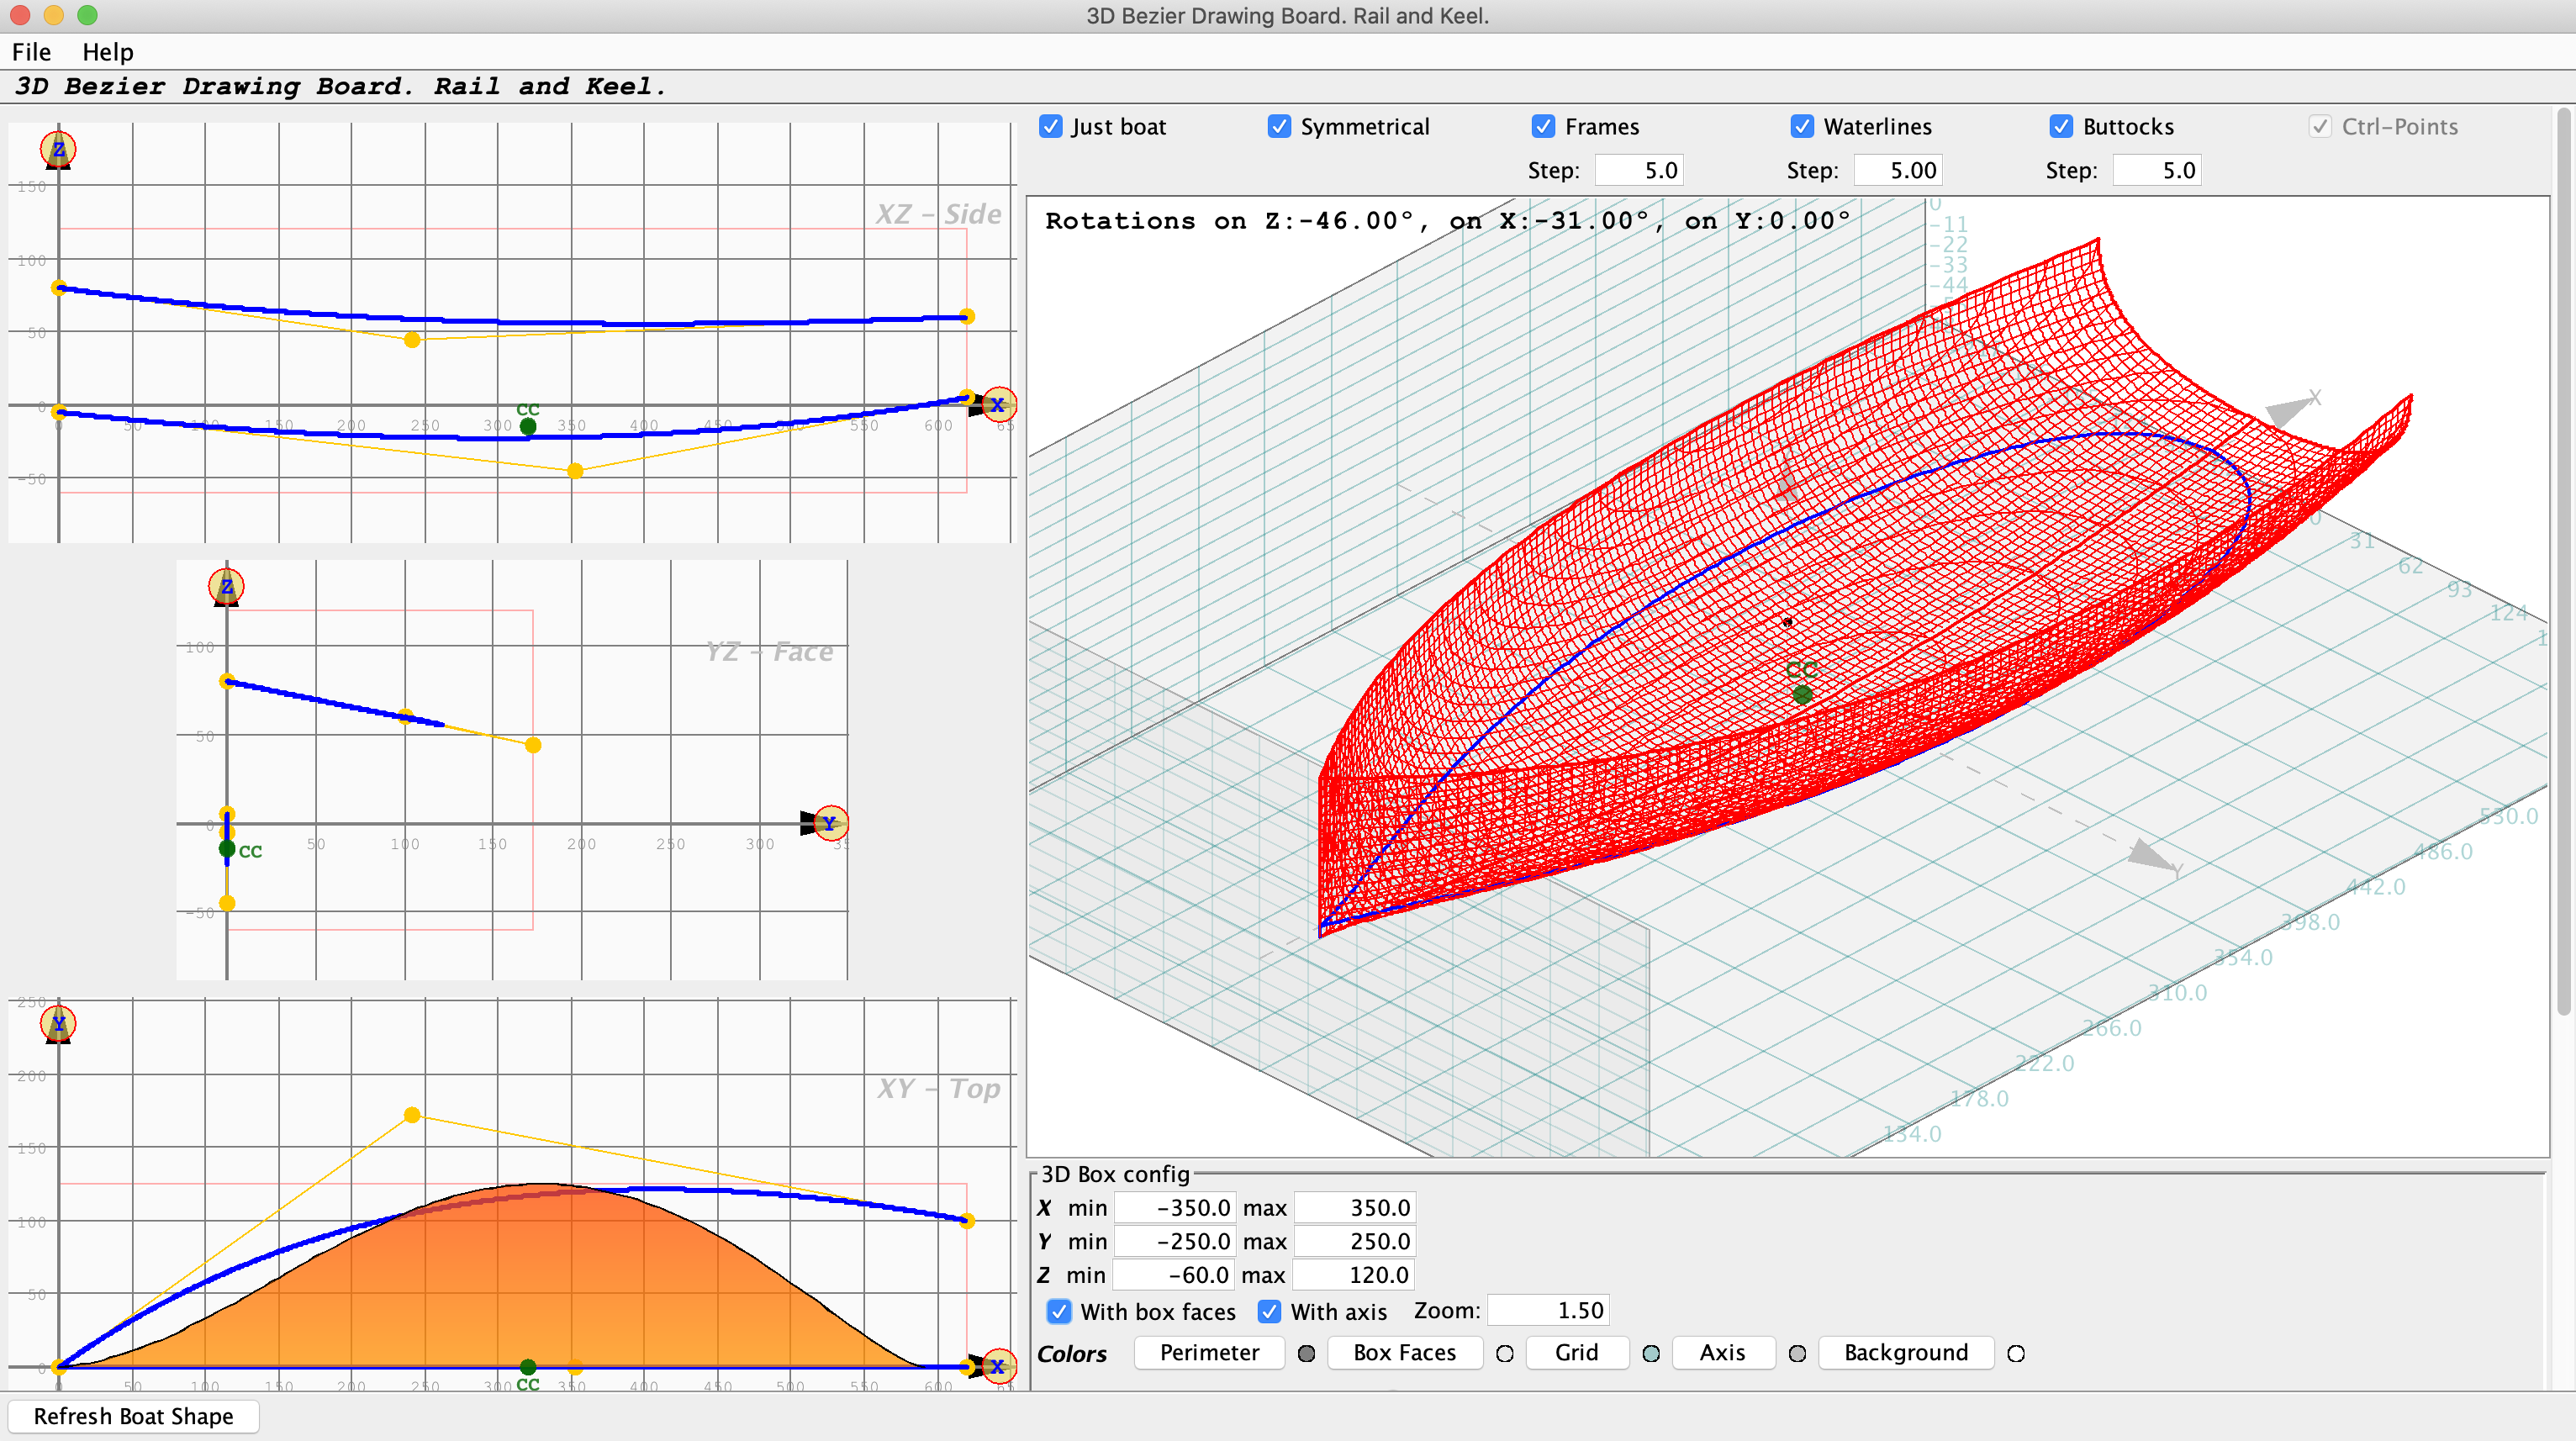 3D Bezier Drawing Board. Rail and Keel.
File Help
3D Bezier Drawing Board. Rail and Keel.
Z
150
XZ - Side
100
50
0
CC
X
0 50 100 150 200 250 300 350 400 450 500 550 600 65
-50
Z
100
YZ - Face
50
0
Y
CC
50 100 150 200 250 300 35
-50
250
Y
200
XY - Top
150
100
50
0
X
0 50 100 150 200 250 300 350 400 450 500 550 600 65
CC
Refresh Boat Shape
Just boat Symmetrical Frames Waterlines Buttocks Ctrl-Points
Step: 5.0 Step: 5.00 Step: 5.0
Rotations on Z:-46.00°, on X:-31.00°, on Y:0.00°
0
-11
-22
-33
-44
X
0
31
62
93
124
1
CC
Y
530.0
486.0
442.0
398.0
354.0
310.0
266.0
222.0
178.0
134.0
3D Box config
X min -350.0 max 350.0
Y min -250.0 max 250.0
Z min -60.0 max 120.0
With box faces With axis Zoom: 1.50
Colors Perimeter Box Faces Grid Axis Background